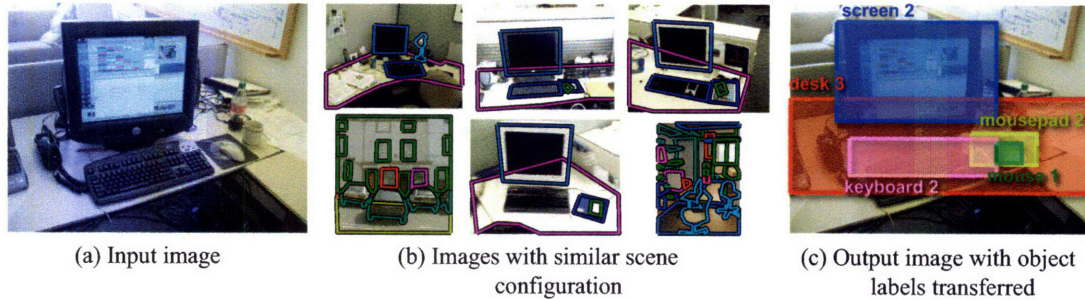 screen 2
desk 3
mousepad 2
mouse 1
keyboard 2
(a) Input image
(b) Images with similar scene
configuration
(c) Output image with object
labels transferred